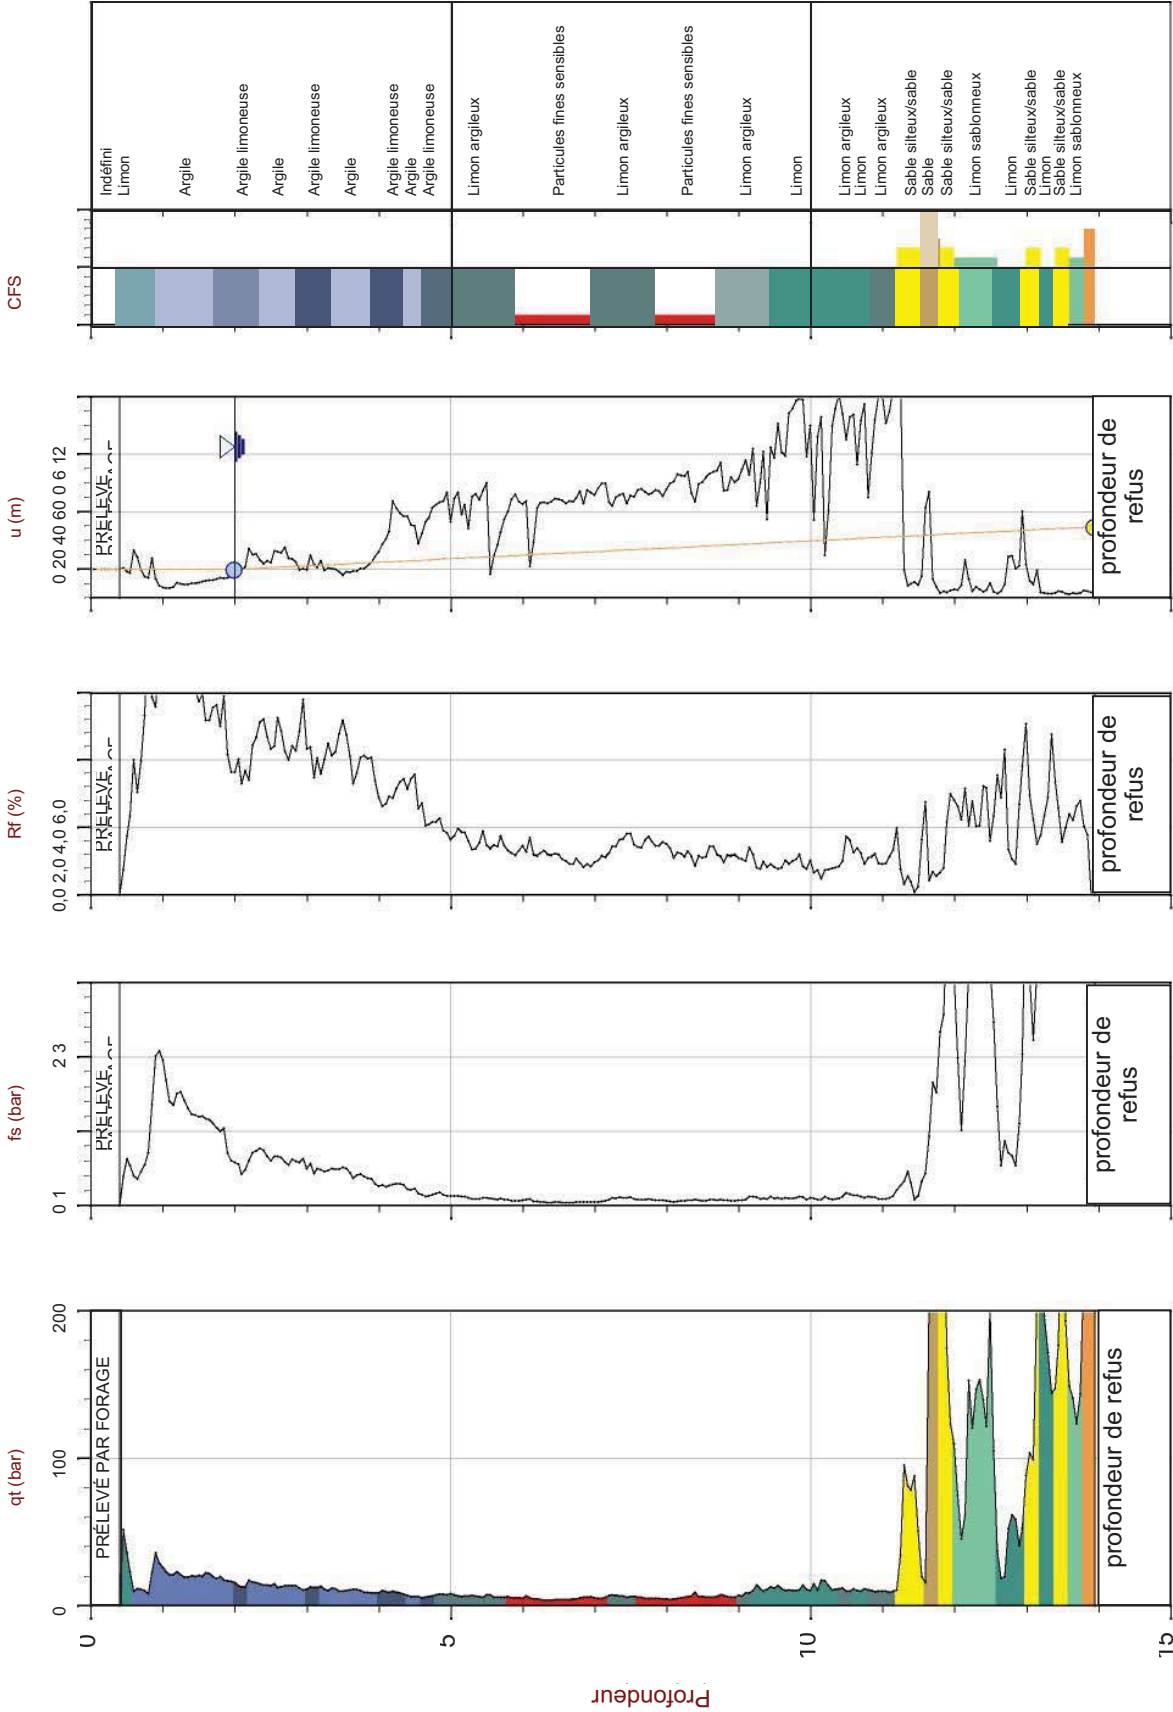 qt (bar)
fs (bar)
Rf (%)
u (m)
CFS
0 100 200
0 1 2 3
0,0 2,0 4,0 6,0
0 20 40 60 0 6 12
Profondeur
0
5
10
15
PRÉLEVÉ PAR FORAGE
PRELEVE
PRELEVE
PRELEVE
Indéfini
Limon
Argile
Argile limoneuse
Argile
Argile limoneuse
Argile
Argile limoneuse
Argile
Argile limoneuse
Limon argileux
Particules fines sensibles
Limon argileux
Particules fines sensibles
Limon argileux
Limon
Limon argileux
Limon
Limon argileux
Sable silteux/sable
Sable
Sable silteux/sable
Limon sablonneux
Limon
Sable silteux/sable
Limon
Sable silteux/sable
Limon sablonneux
profondeur de refus
profondeur de
refus
profondeur de
refus
profondeur de
refus